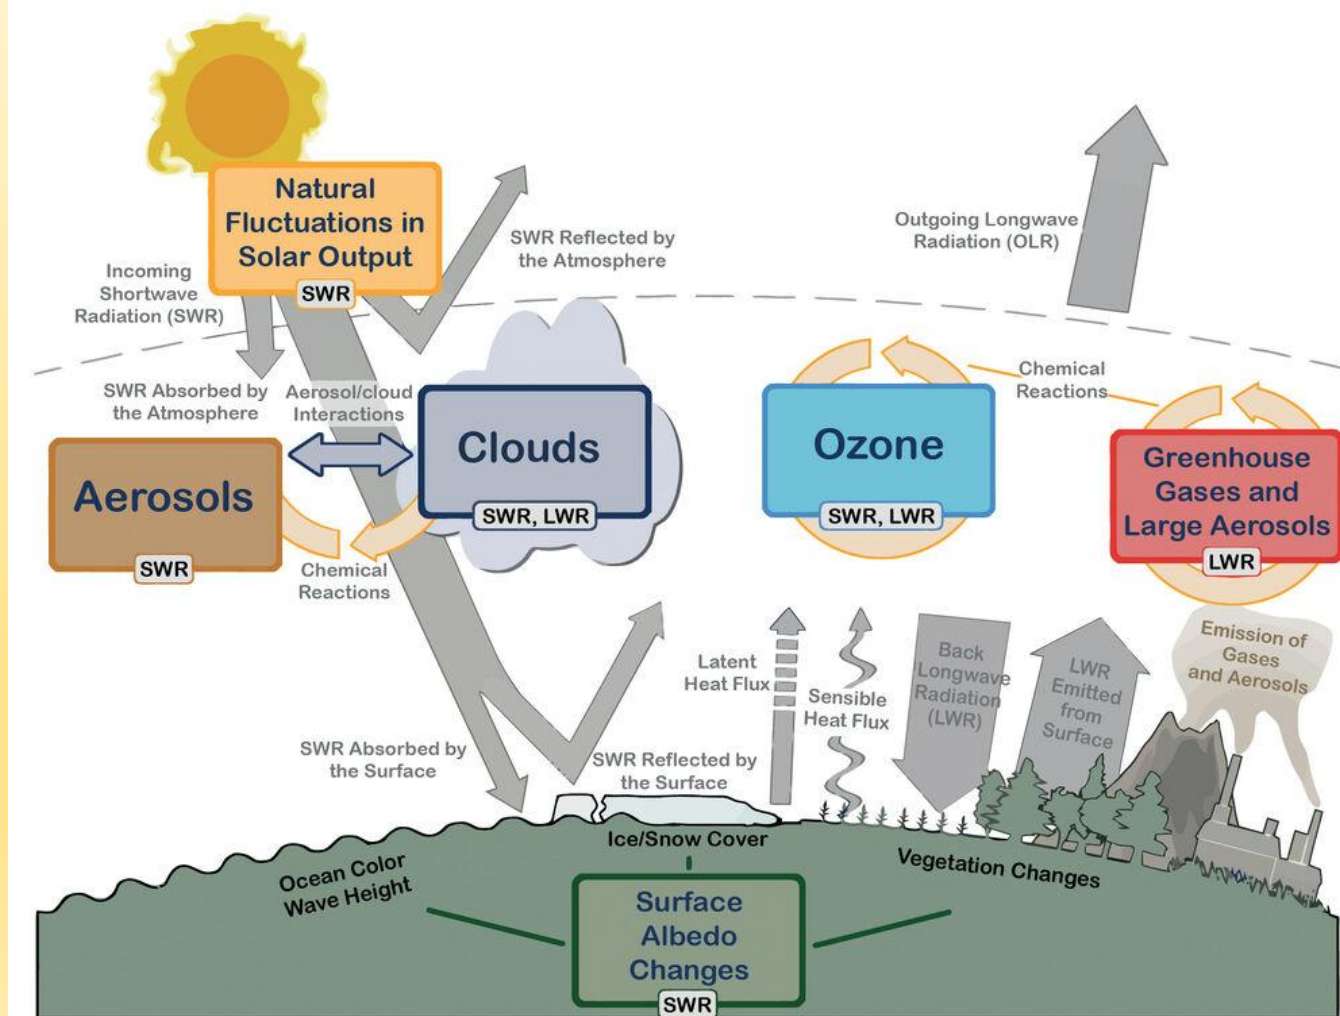 Natural
Fluctuations in
Solar Output
SWR
Incoming
Shortwave
Radiation (SWR)
SWR Reflected by
the Atmosphere
Outgoing Longwave
Radiation (OLR)
SWR Absorbed by
the Atmosphere
Aerosol/cloud
Interactions
Chemical
Reactions
Aerosols
SWR
Clouds
SWR, LWR
Ozone
SWR, LWR
Greenhouse
Gases and
Large Aerosols
LWR
Chemical
Reactions
Emission of
Gases
and Aerosols
Latent
Heat Flux
Sensible
Heat Flux
Back
Longwave
Radiation
(LWR)
LWR
Emitted
from
Surface
SWR Absorbed by
the Surface
SWR Reflected by
the Surface
Ice/Snow Cover
Ocean Color
Wave Height
Vegetation Changes
Surface
Albedo
Changes
SWR